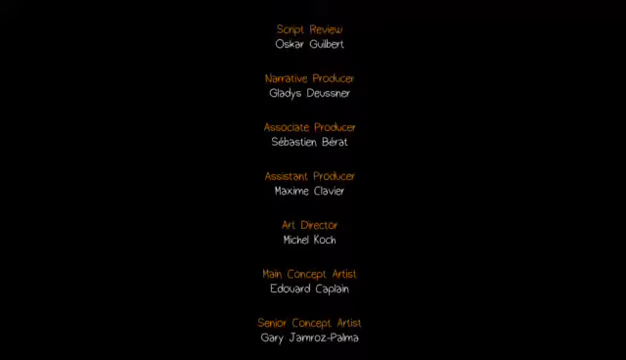 Script Review
Oskar Guilbert
Narrative Producer
Gladys Deussner
Associate Producer
Sébastien Bérat
Assistant Producer
Maxime Clavier
Art Director
Michel Koch
Main Concept Artist
Edouard Caplain
Senior Concept Artist
Gary Jamroz-Palma